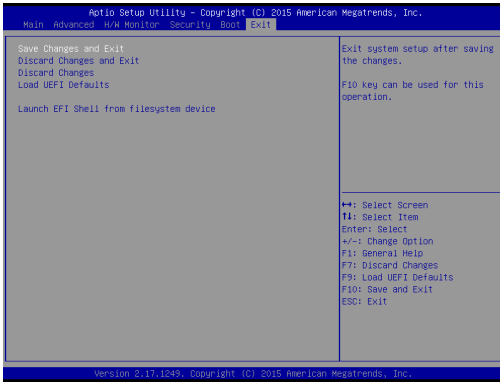 Aptio Setup Utility – Copyright (C) 2015 American Megatrends, Inc.
Main Advanced H/W Monitor Security Boot Exit
Save Changes and Exit
Discard Changes and Exit
Discard Changes
Load UEFI Defaults
Launch EFI Shell from filesystem device
Exit system setup after saving
the changes.
F10 key can be used for this
operation.
↔: Select Screen
↑↓: Select Item
Enter: Select
+/-: Change Option
F1: General Help
F7: Discard Changes
F9: Load UEFI Defaults
F10: Save and Exit
ESC: Exit
Version 2.17.1249. Copyright (C) 2015 American Megatrends, Inc.